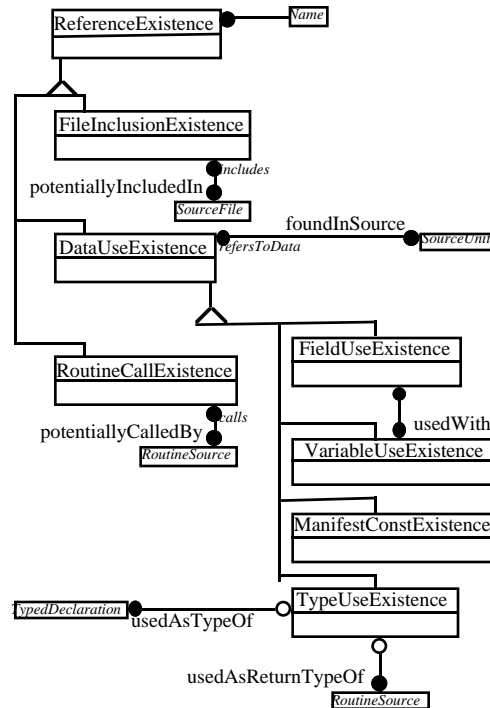 ReferenceExistence
Name
FileInclusionExistence
includes
potentiallyIncludedIn
SourceFile
foundInSource
DataUseExistence
refersToData
SourceUnit
FieldUseExistence
RoutineCallExistence
calls
potentiallyCalledBy
usedWith
RoutineSource
VariableUseExistence
ManifestConstExistence
TypeUseExistence
TypedDeclaration
usedAsTypeOf
usedAsReturnTypeOf
RoutineSource